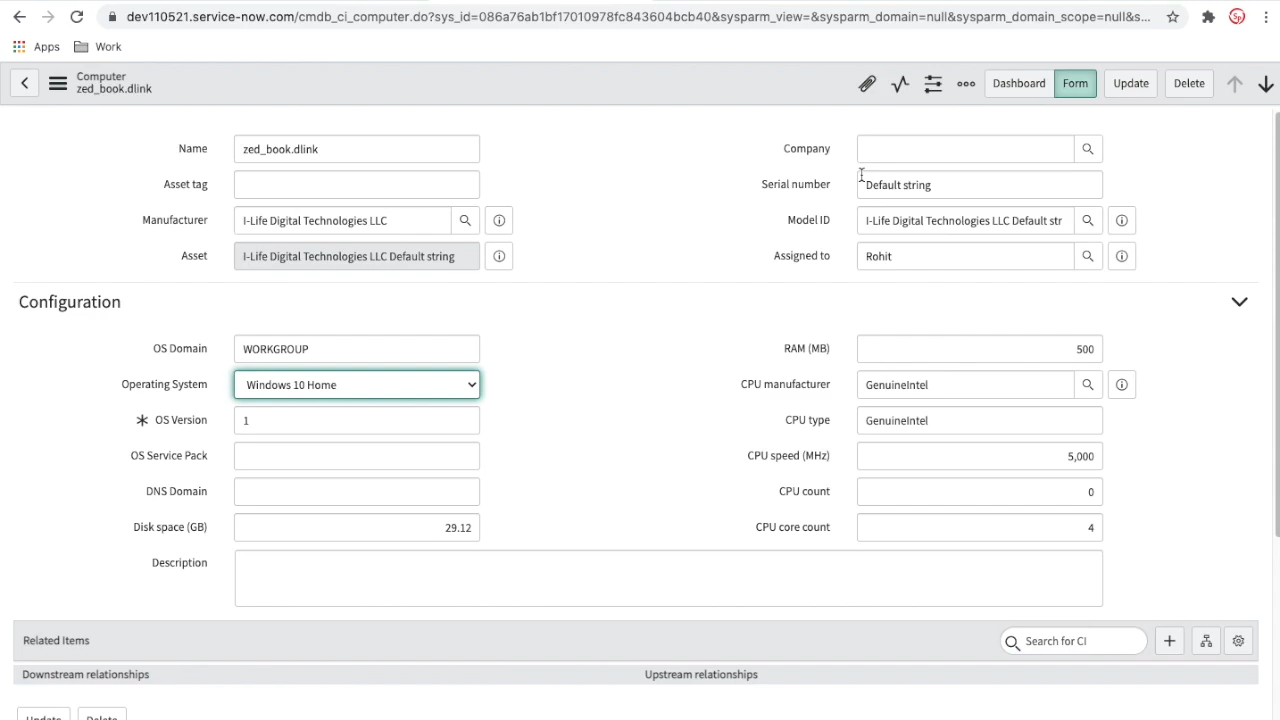 dev110521.service-now.com/cmdb_ci_computer.do?sys_id=086a76ab1bf17010978fc843604bcb40&sysparm_view=&sysparm_domain=null&sysparm_domain_scope=null&s...
Sp
Apps Work
Computer
zed_book.dlink
Dashboard Form Update Delete
Name zed_book.dlink Company
Asset tag Serial number Default string
Manufacturer I-Life Digital Technologies LLC Model ID I-Life Digital Technologies LLC Default str
Asset I-Life Digital Technologies LLC Default string Assigned to Rohit
Configuration
OS Domain WORKGROUP RAM (MB) 500
Operating System Windows 10 Home CPU manufacturer GenuineIntel
OS Version 1 CPU type GenuineIntel
OS Service Pack CPU speed (MHz) 5,000
DNS Domain CPU count 0
Disk space (GB) 29.12 CPU core count 4
Description
Related Items Search for CI
Downstream relationships Upstream relationships
Update Delete